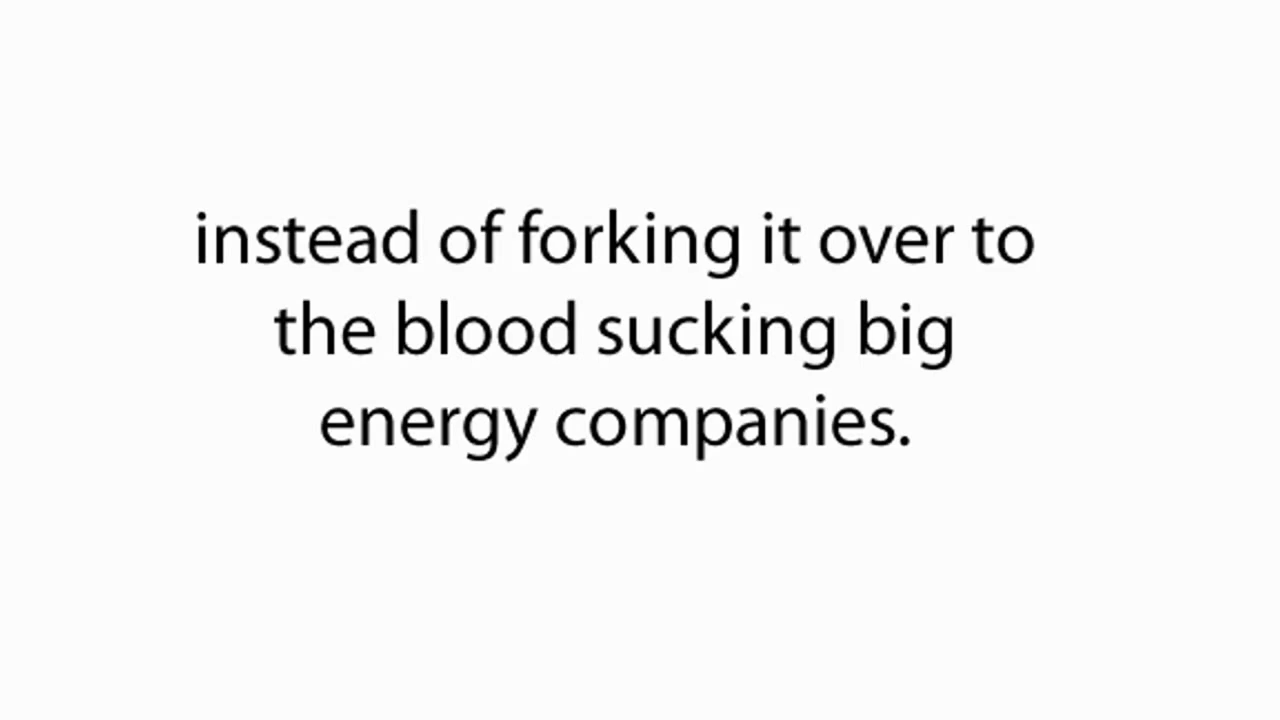 instead of forking it over to
the blood sucking big
energy companies.